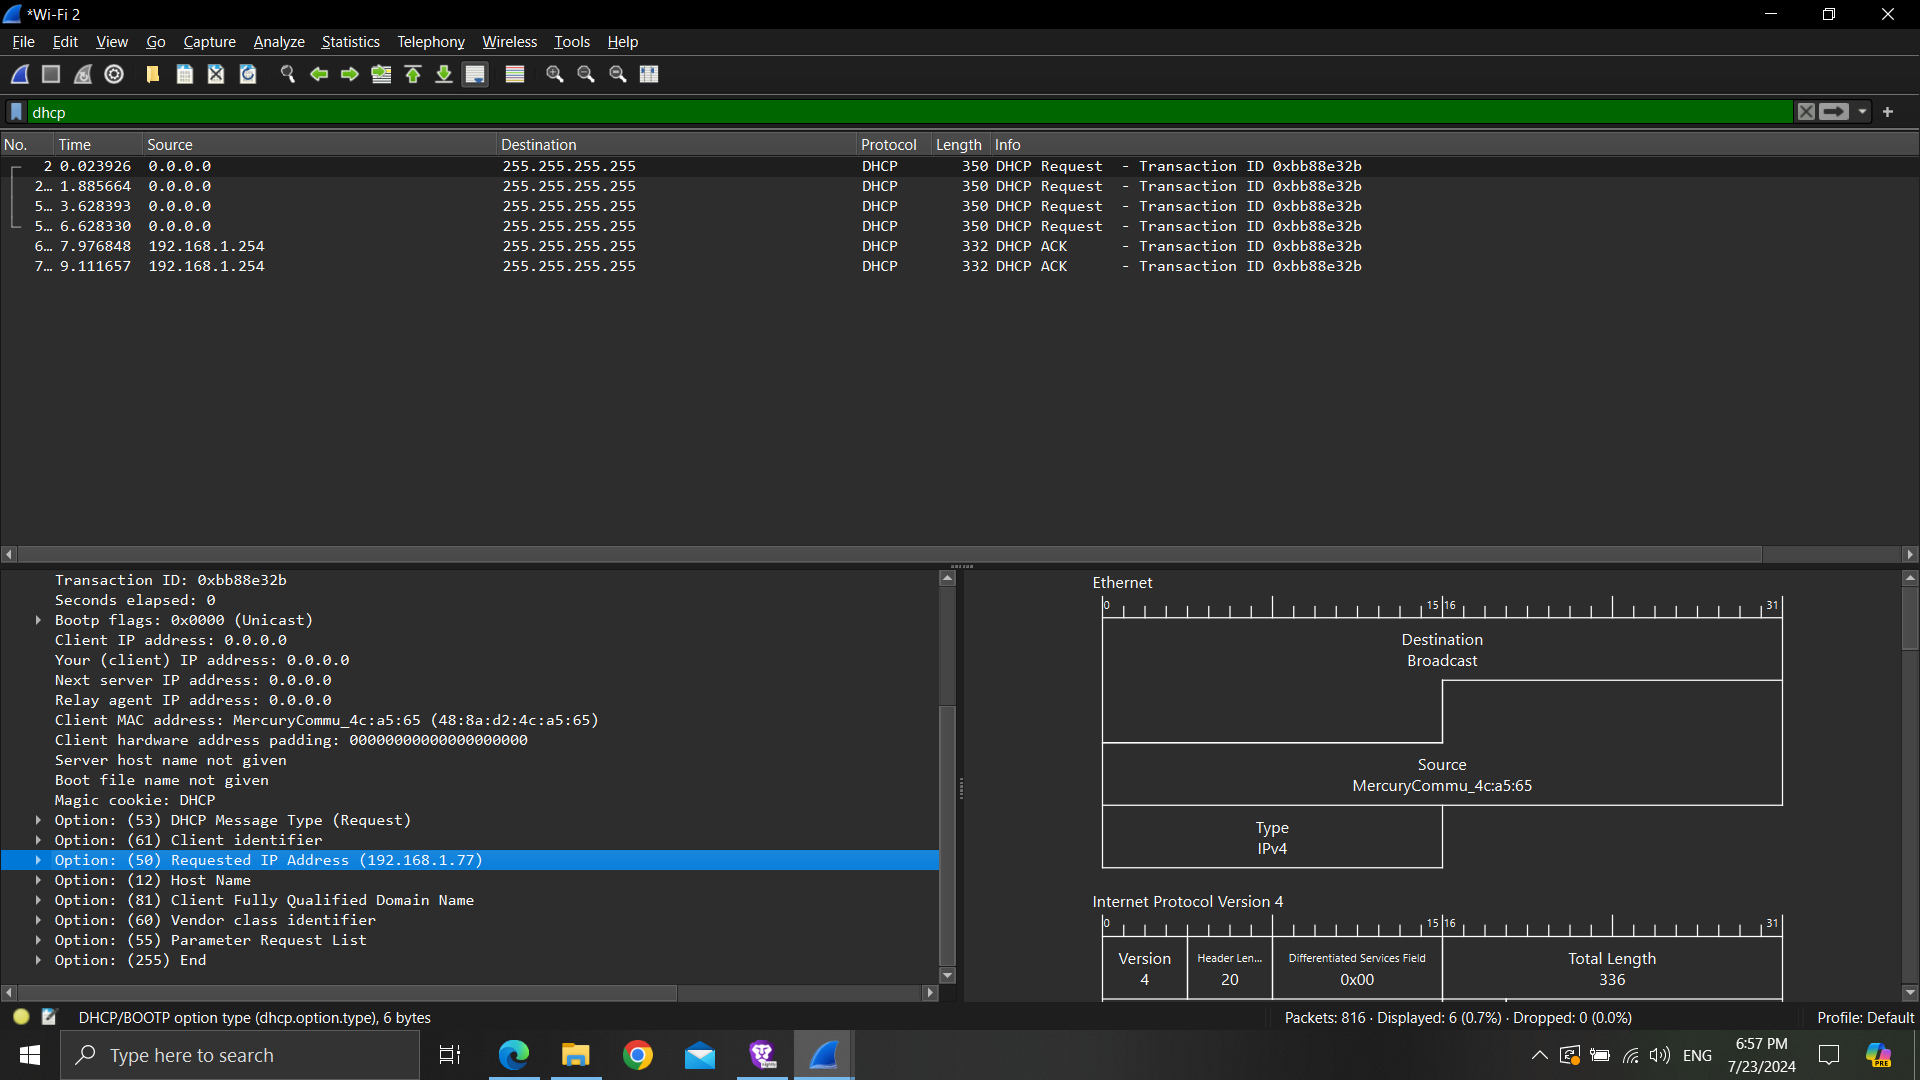 *Wi-Fi 2
File Edit View Go Capture Analyze Statistics Telephony Wireless Tools Help
dhcp
No. Time Source Destination Protocol Length Info
2 0.023926 0.0.0.0 255.255.255.255 DHCP 350 DHCP Request - Transaction ID 0xbb88e32b
2… 1.885664 0.0.0.0 255.255.255.255 DHCP 350 DHCP Request - Transaction ID 0xbb88e32b
5… 3.628393 0.0.0.0 255.255.255.255 DHCP 350 DHCP Request - Transaction ID 0xbb88e32b
5… 6.628330 0.0.0.0 255.255.255.255 DHCP 350 DHCP Request - Transaction ID 0xbb88e32b
6… 7.976848 192.168.1.254 255.255.255.255 DHCP 332 DHCP ACK - Transaction ID 0xbb88e32b
7… 9.111657 192.168.1.254 255.255.255.255 DHCP 332 DHCP ACK - Transaction ID 0xbb88e32b
Transaction ID: 0xbb88e32b
Seconds elapsed: 0
Bootp flags: 0x0000 (Unicast)
Client IP address: 0.0.0.0
Your (client) IP address: 0.0.0.0
Next server IP address: 0.0.0.0
Relay agent IP address: 0.0.0.0
Client MAC address: MercuryCommu_4c:a5:65 (48:8a:d2:4c:a5:65)
Client hardware address padding: 00000000000000000000
Server host name not given
Boot file name not given
Magic cookie: DHCP
Option: (53) DHCP Message Type (Request)
Option: (61) Client identifier
Option: (50) Requested IP Address (192.168.1.77)
Option: (12) Host Name
Option: (81) Client Fully Qualified Domain Name
Option: (60) Vendor class identifier
Option: (55) Parameter Request List
Option: (255) End
Ethernet
0 15 16 31
Destination
Broadcast
Source
MercuryCommu_4c:a5:65
Type
IPv4
Internet Protocol Version 4
0 15 16 31
Version Header Len... Differentiated Services Field Total Length
4 20 0x00 336
DHCP/BOOTP option type (dhcp.option.type), 6 bytes
Packets: 816 · Displayed: 6 (0.7%) · Dropped: 0 (0.0%)
Profile: Default
Type here to search
ENG
6:57 PM
7/23/2024
PRE